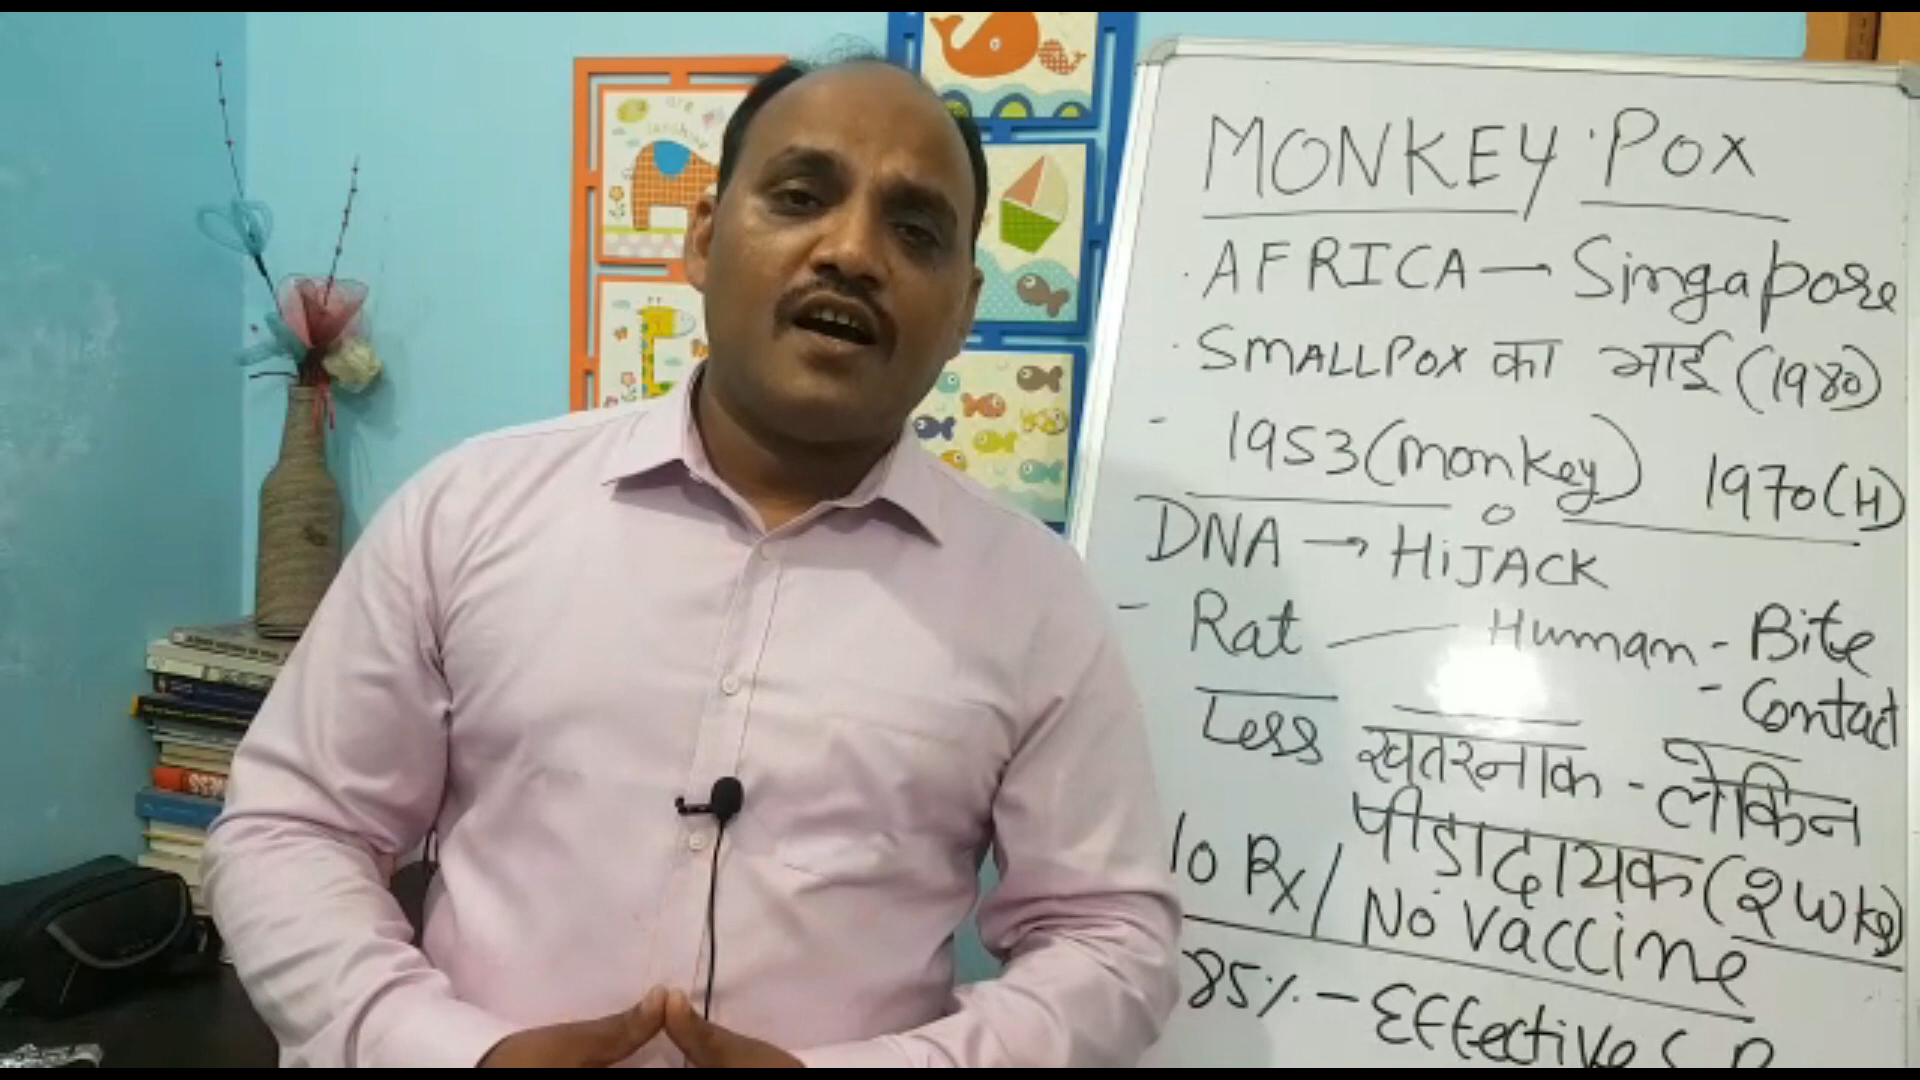 MONKEY POX
AFRICA → Singapore
SMALLPOX का भाई (1980)
- 1953 (monkey) 1970 (H)
DNA → HiJACK
- Rat — Human - Bite
- Contact
Less खतरनाक - लेकिन
पीड़ादायक (2 wks)
Rx / No Vaccine
85% - Effective